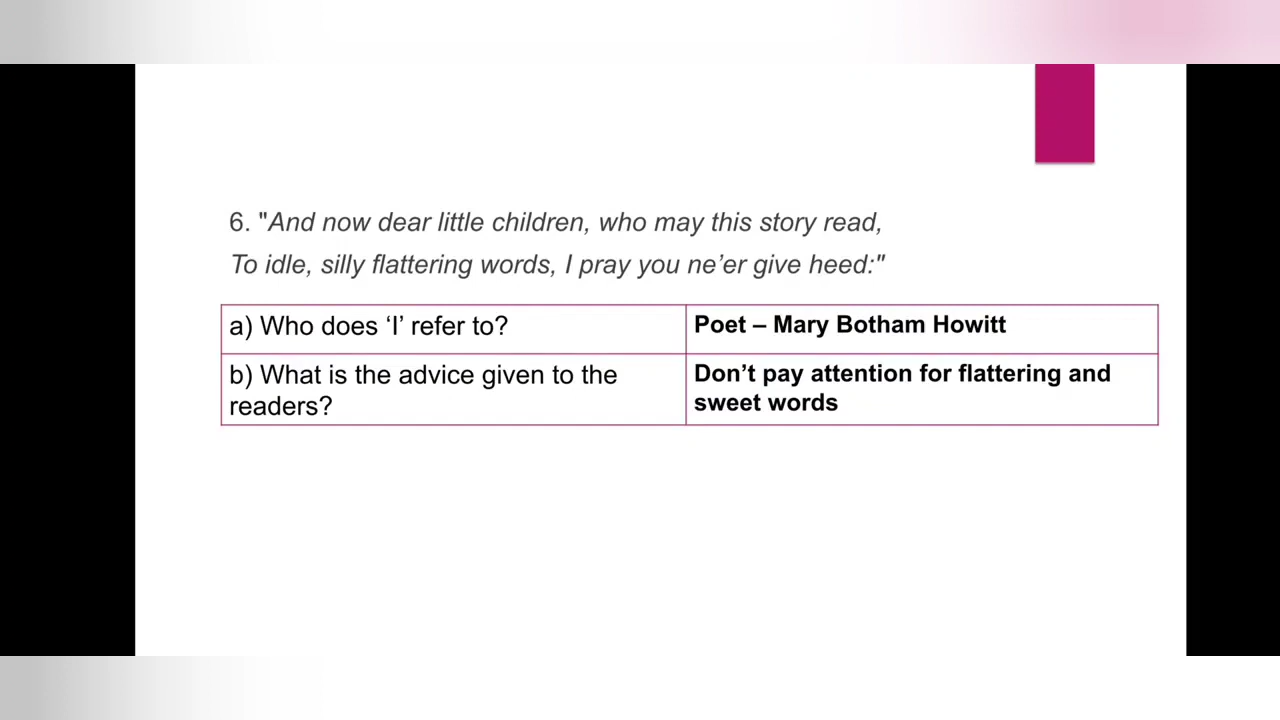 6. "And now dear little children, who may this story read,
To idle, silly flattering words, I pray you ne’er give heed:"
a) Who does ‘I’ refer to?
Poet – Mary Botham Howitt
b) What is the advice given to the
readers?
Don’t pay attention for flattering and
sweet words